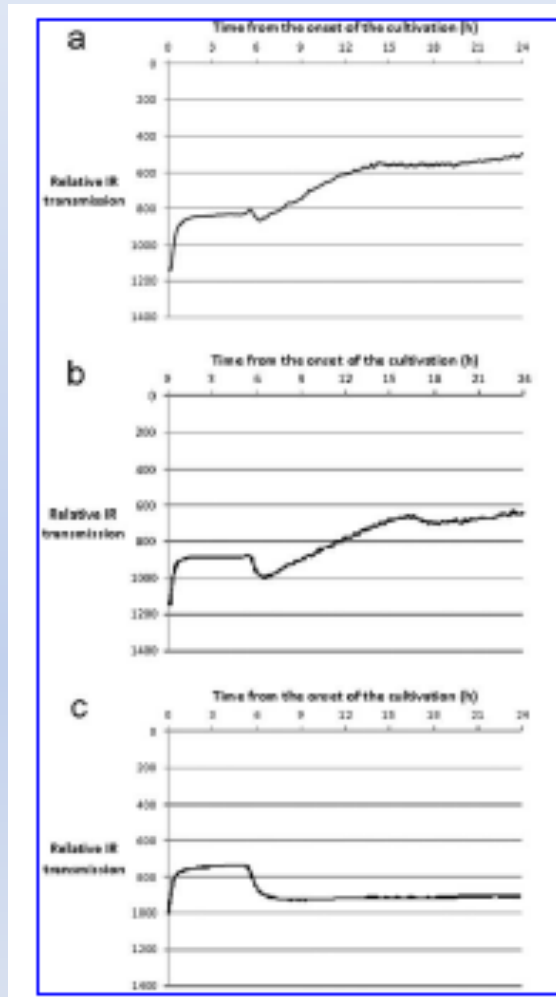 a
Time from the onset of the cultivation (h)
0 3 6 9 12 15 18 21 24
0
200
400
600
Relative IR
transmission
800
1000
1200
1400
b
Time from the onset of the cultivation (h)
0 3 6 9 12 15 18 21 24
0
200
400
600
Relative IR
transmission
800
1000
1200
1400
c
Time from the onset of the cultivation (h)
0 3 6 9 12 15 18 21 24
0
200
400
600
Relative IR
transmission
800
1000
1200
1400